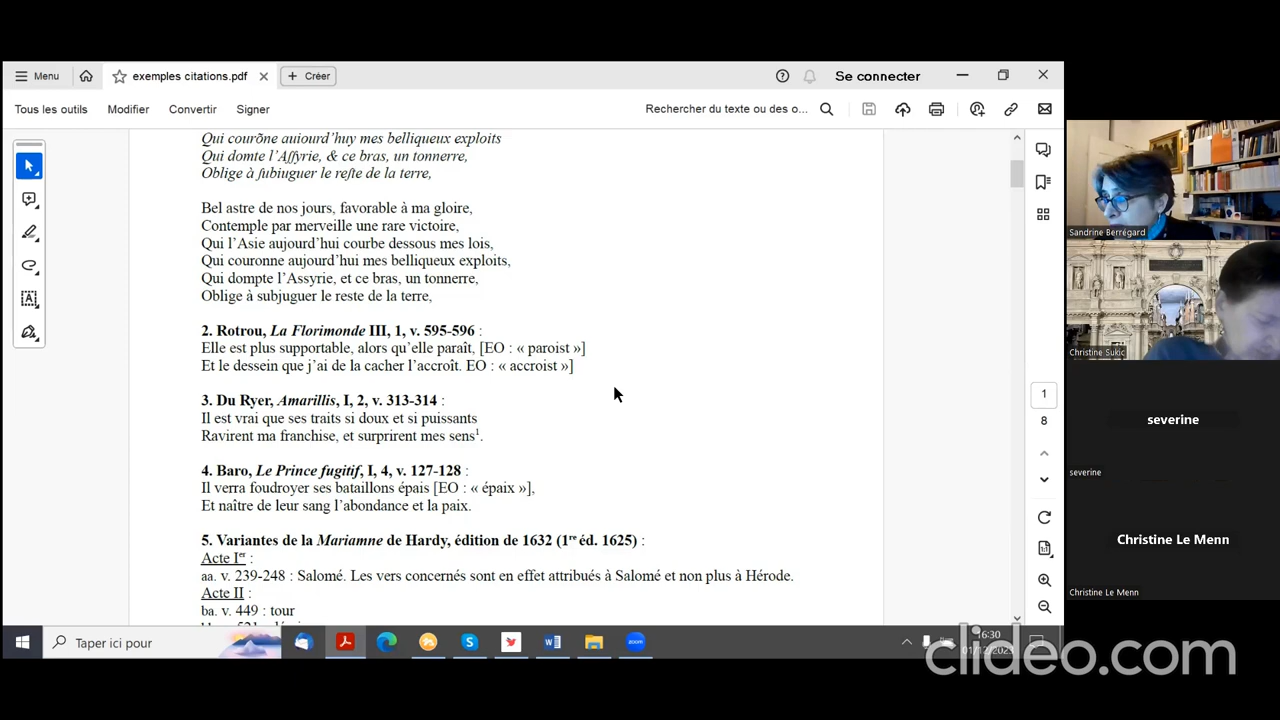 Menu
exemples citations.pdf
Créer
Se connecter
Tous les outils
Modifier
Convertir
Signer
Rechercher du texte ou des o...
Qui courõne auiourd'huy mes belliqueux exploits
Qui domte l'Aſſyrie, & ce bras, un tonnerre,
Oblige à ſubiuguer le reſte de la terre,
Bel astre de nos jours, favorable à ma gloire,
Contemple par merveille une rare victoire,
Qui l'Asie aujourd'hui courbe dessous mes lois,
Qui couronne aujourd'hui mes belliqueux exploits,
Qui dompte l'Assyrie, et ce bras, un tonnerre,
Oblige à subjuguer le reste de la terre,
2. Rotrou, La Florimonde III, 1, v. 595-596 :
Elle est plus supportable, alors qu'elle paraît, [EO : « paroist »]
Et le dessein que j'ai de la cacher l'accroît. EO : « accroist »]
3. Du Ryer, Amarillis, I, 2, v. 313-314 :
Il est vrai que ses traits si doux et si puissants
Ravirent ma franchise, et surprirent mes sens¹.
4. Baro, Le Prince fugitif, I, 4, v. 127-128 :
Il verra foudroyer ses bataillons épais [EO : « épaix »],
Et naître de leur sang l'abondance et la paix.
5. Variantes de la Mariamne de Hardy, édition de 1632 (1re éd. 1625) :
Acte Ier :
aa. v. 239-248 : Salomé. Les vers concernés sont en effet attribués à Salomé et non plus à Hérode.
Acte II :
ba. v. 449 : tour
1
8
Sandrine Berrégard
Christine Sukic
severine
severine
Christine Le Menn
Christine Le Menn
Taper ici pour
zoom
16:30
01/12/2023
clideo.com